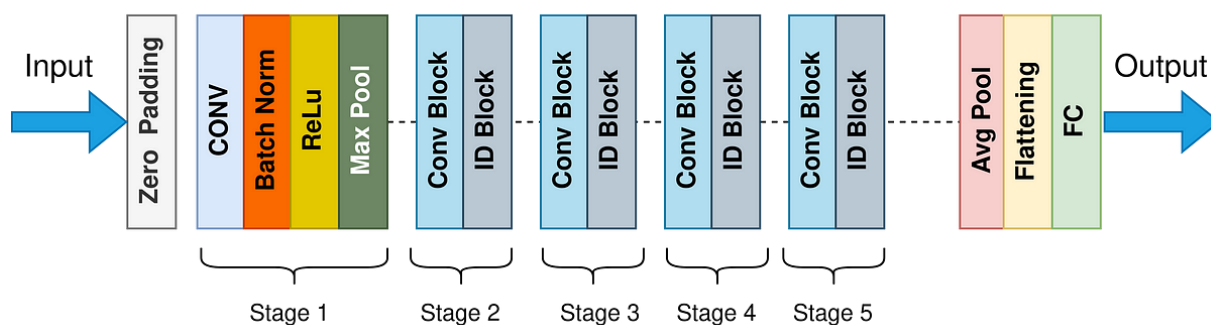 Input
Zero Padding
CONV
Batch Norm
ReLu
Max Pool
Conv Block
ID Block
Conv Block
ID Block
Conv Block
ID Block
Conv Block
ID Block
Avg Pool
Flattening
FC
Output
Stage 1
Stage 2
Stage 3
Stage 4
Stage 5